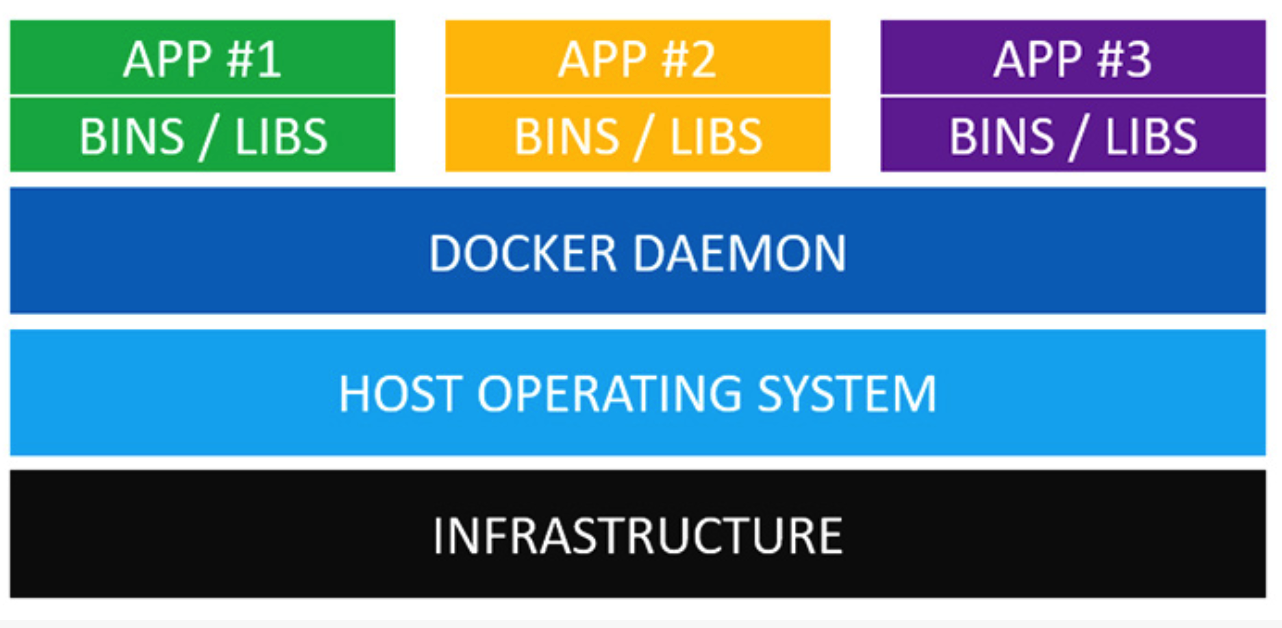 APP #1
BINS / LIBS
APP #2
BINS / LIBS
APP #3
BINS / LIBS
DOCKER DAEMON
HOST OPERATING SYSTEM
INFRASTRUCTURE